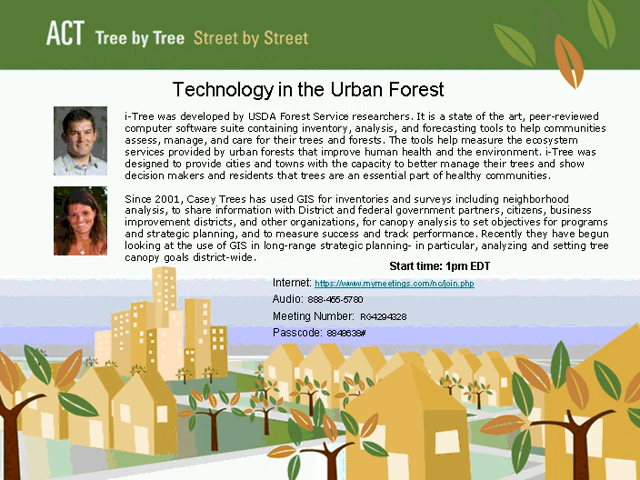 ACT Tree by Tree Street by Street
Technology in the Urban Forest
i-Tree was developed by USDA Forest Service researchers. It is a state of the art, peer-reviewed
computer software suite containing inventory, analysis, and forecasting tools to help communities
assess, manage, and care for their trees and forests. The tools help measure the ecosystem
services provided by urban forests that improve human health and the environment. i-Tree was
designed to provide cities and towns with the capacity to better manage their trees and show
decision makers and residents that trees are an essential part of healthy communities.
Since 2001, Casey Trees has used GIS for inventories and surveys including neighborhood
analysis, to share information with District and federal government partners, citizens, business
improvement districts, and other organizations, for canopy analysis to set objectives for programs
and strategic planning, and to measure success and track performance. Recently they have begun
looking at the use of GIS in long-range strategic planning- in particular, analyzing and setting tree
canopy goals district-wide.
Start time: 1pm EDT
Internet: https://www.mymeetings.com/nc/join.php
Audio: 888-455-5780
Meeting Number: RG4294328
Passcode: 8848638#